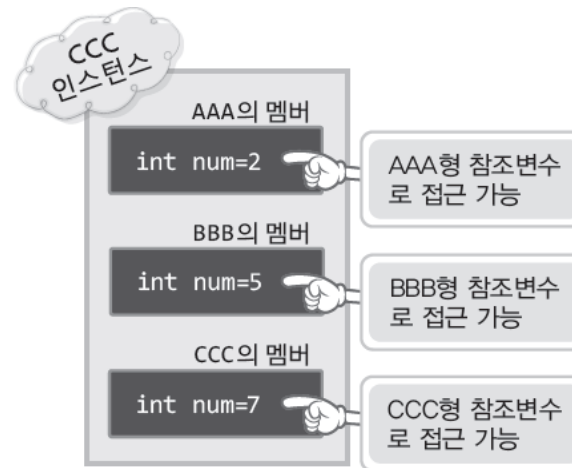 CCC
인스턴스
AAA의 멤버
int num=2
AAA형 참조변수
로 접근 가능
BBB의 멤버
int num=5
BBB형 참조변수
로 접근 가능
CCC의 멤버
int num=7
CCC형 참조변수
로 접근 가능